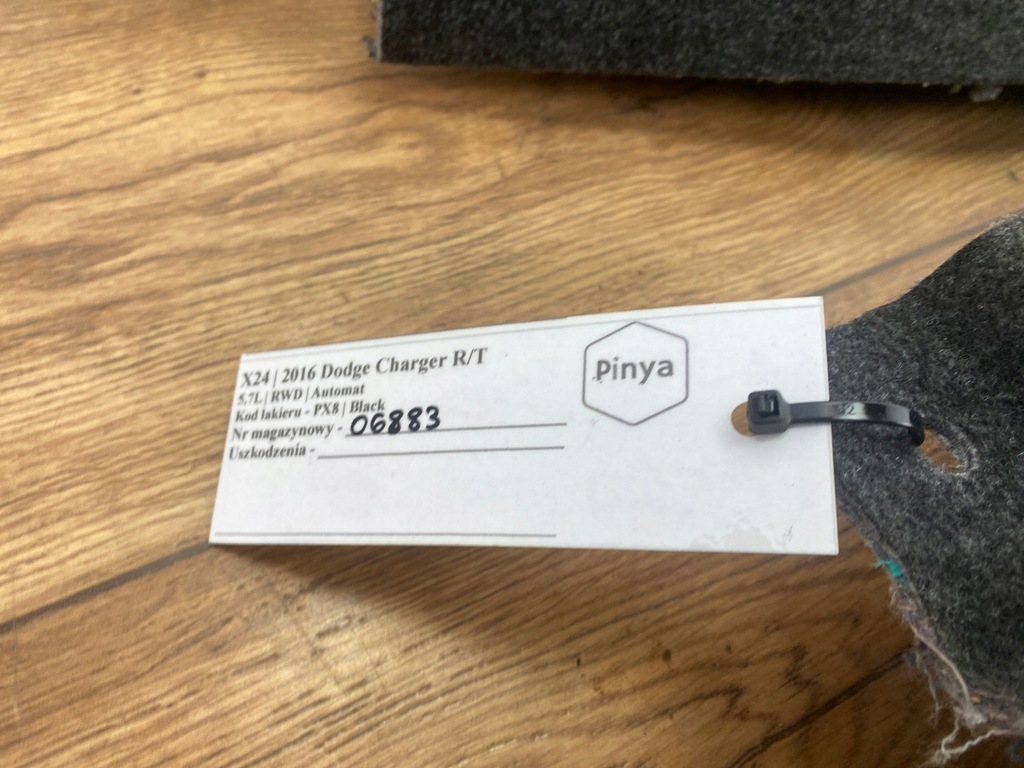 X24 | 2016 Dodge Charger R/T
5,7L | RWD | Automat
Kod lakieru - PX8 | Black
Nr magazynowy - 06883
Uszkodzenia -
Pinya